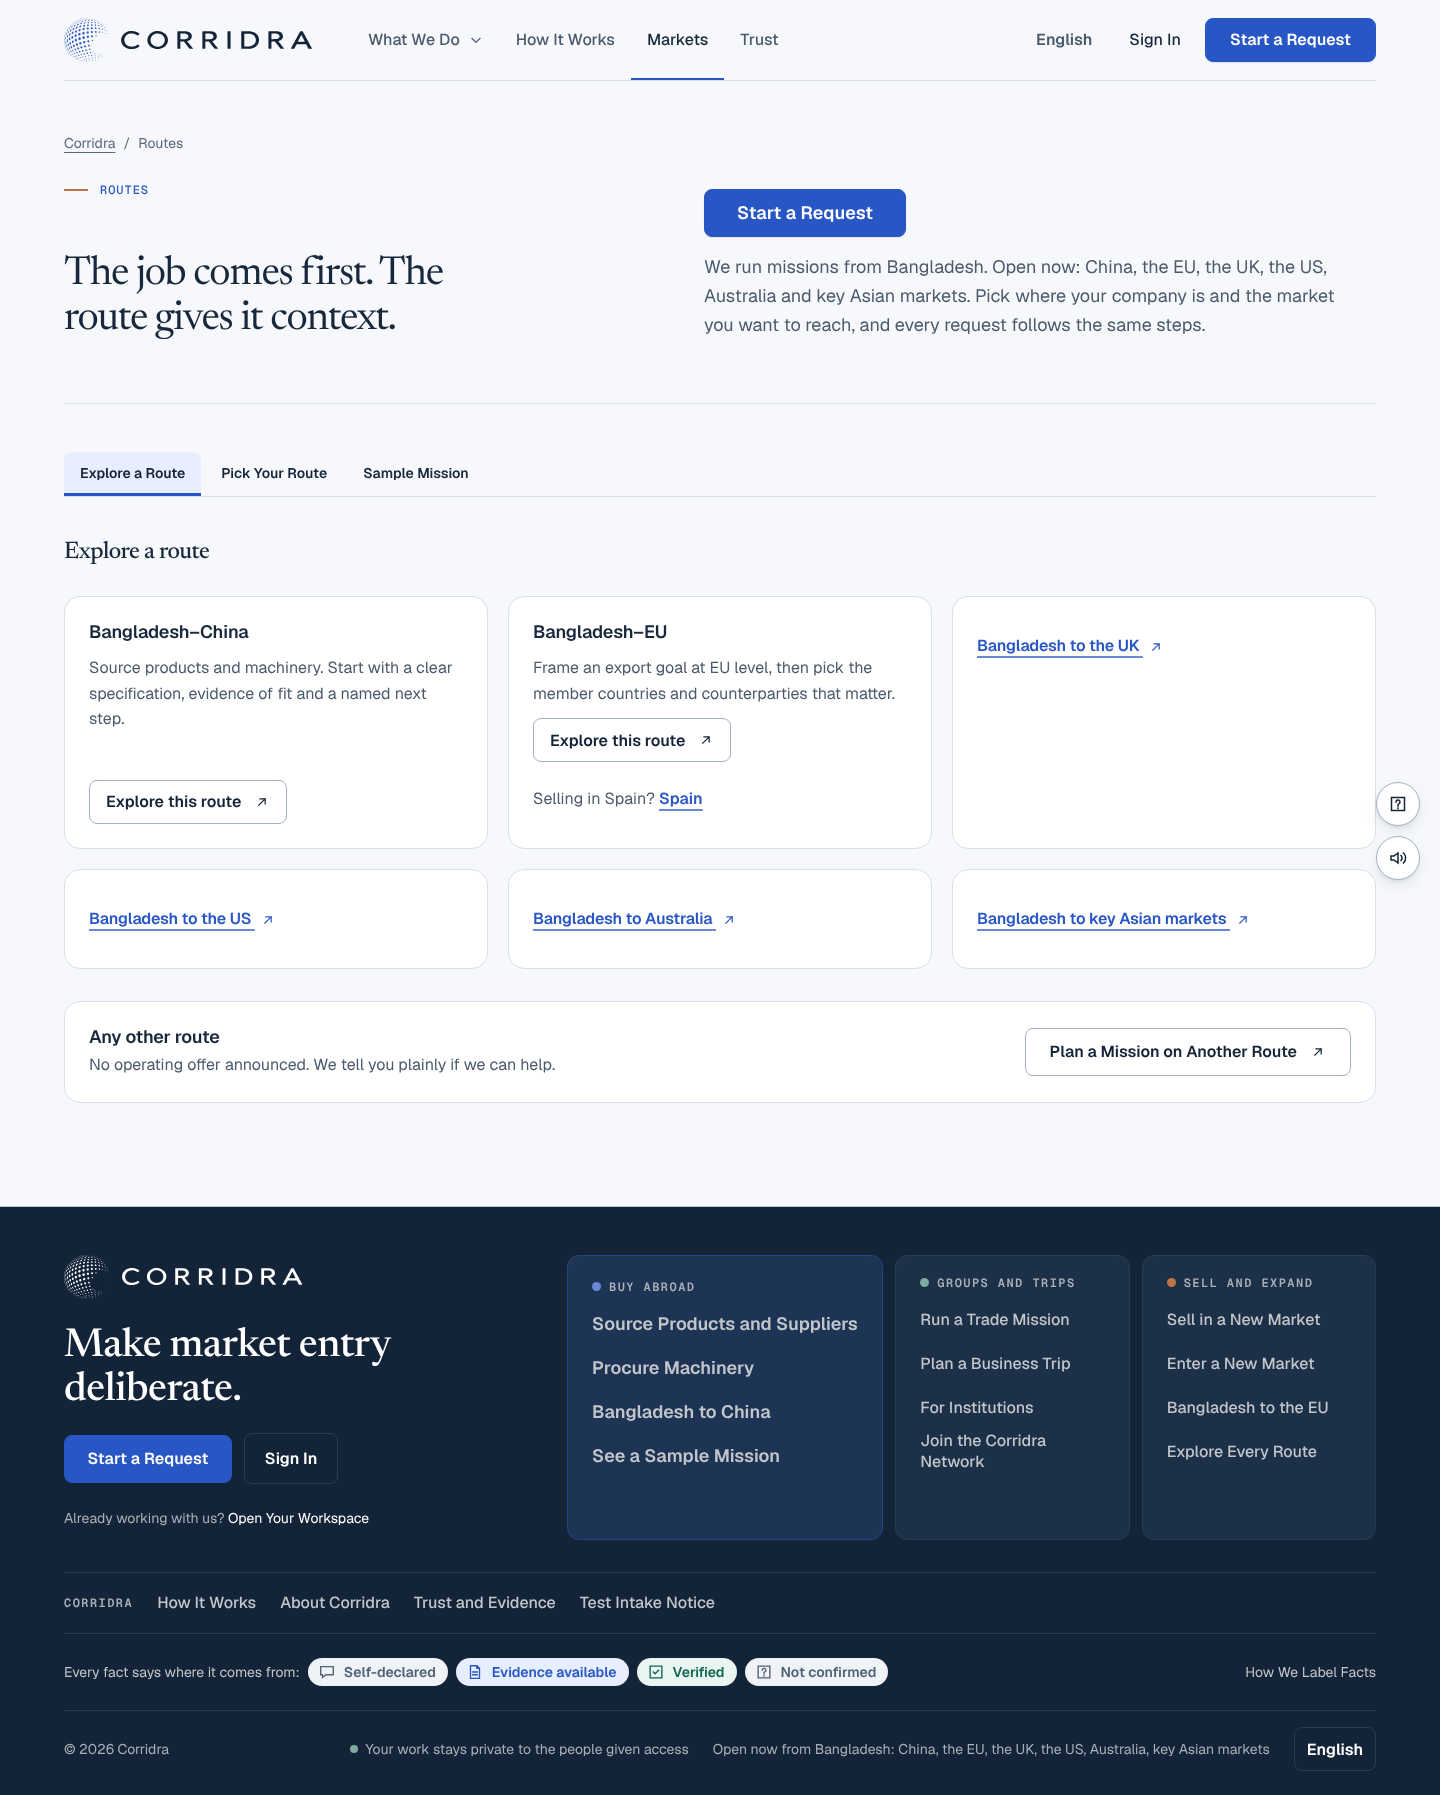 CORRIDRA
What We Do
How It Works
Markets
Trust
English
Sign In
Start a Request
Corridra / Routes
ROUTES
The job comes first. The
route gives it context.
Start a Request
We run missions from Bangladesh. Open now: China, the EU, the UK, the US,
Australia and key Asian markets. Pick where your company is and the market
you want to reach, and every request follows the same steps.
Explore a Route
Pick Your Route
Sample Mission
Explore a route
Bangladesh–China
Source products and machinery. Start with a clear
specification, evidence of fit and a named next
step.
Explore this route
Bangladesh–EU
Frame an export goal at EU level, then pick the
member countries and counterparties that matter.
Explore this route
Selling in Spain? Spain
Bangladesh to the UK
Bangladesh to the US
Bangladesh to Australia
Bangladesh to key Asian markets
Any other route
No operating offer announced. We tell you plainly if we can help.
Plan a Mission on Another Route
CORRIDRA
Make market entry
deliberate.
Start a Request
Sign In
Already working with us? Open Your Workspace
BUY ABROAD
Source Products and Suppliers
Procure Machinery
Bangladesh to China
See a Sample Mission
GROUPS AND TRIPS
Run a Trade Mission
Plan a Business Trip
For Institutions
Join the Corridra
Network
SELL AND EXPAND
Sell in a New Market
Enter a New Market
Bangladesh to the EU
Explore Every Route
CORRIDRA
How It Works
About Corridra
Trust and Evidence
Test Intake Notice
Every fact says where it comes from:
Self-declared
Evidence available
Verified
Not confirmed
How We Label Facts
© 2026 Corridra
Your work stays private to the people given access
Open now from Bangladesh: China, the EU, the UK, the US, Australia, key Asian markets
English